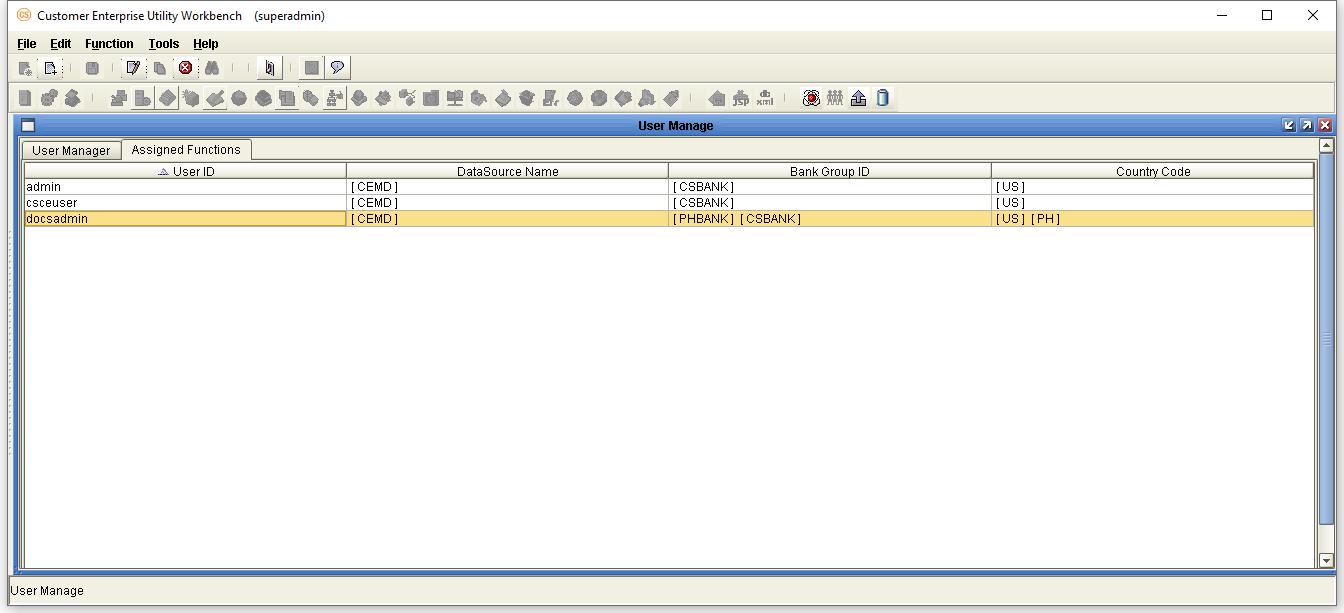 CS Customer Enterprise Utility Workbench (superadmin)
File Edit Function Tools Help
jsp xml
User Manage
User Manager Assigned Functions
User ID DataSource Name Bank Group ID Country Code
admin [ CEMD ] [ CSBANK ] [ US ]
csceuser [ CEMD ] [ CSBANK ] [ US ]
docsadmin [ CEMD ] [ PHBANK ] [ CSBANK ] [ US ] [ PH ]
User Manage